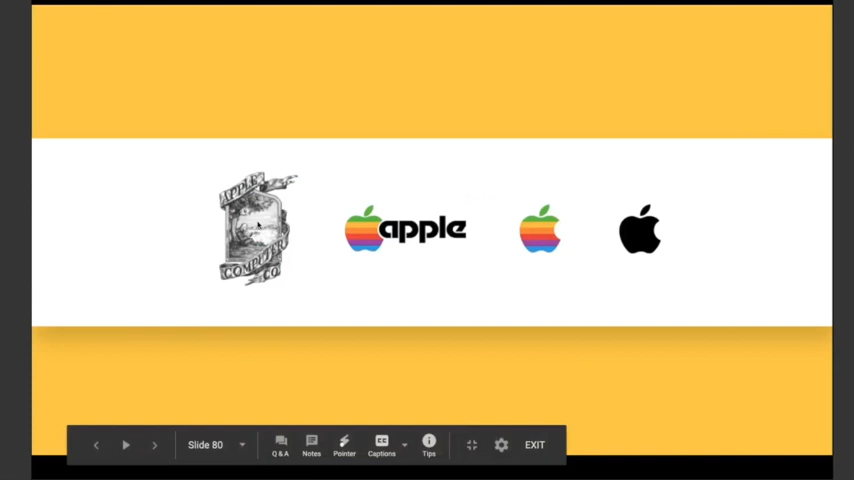 APPLE
COMPUTER
CO.
apple
Slide 80
Q & A
Notes
Pointer
CC
Captions
Tips
EXIT